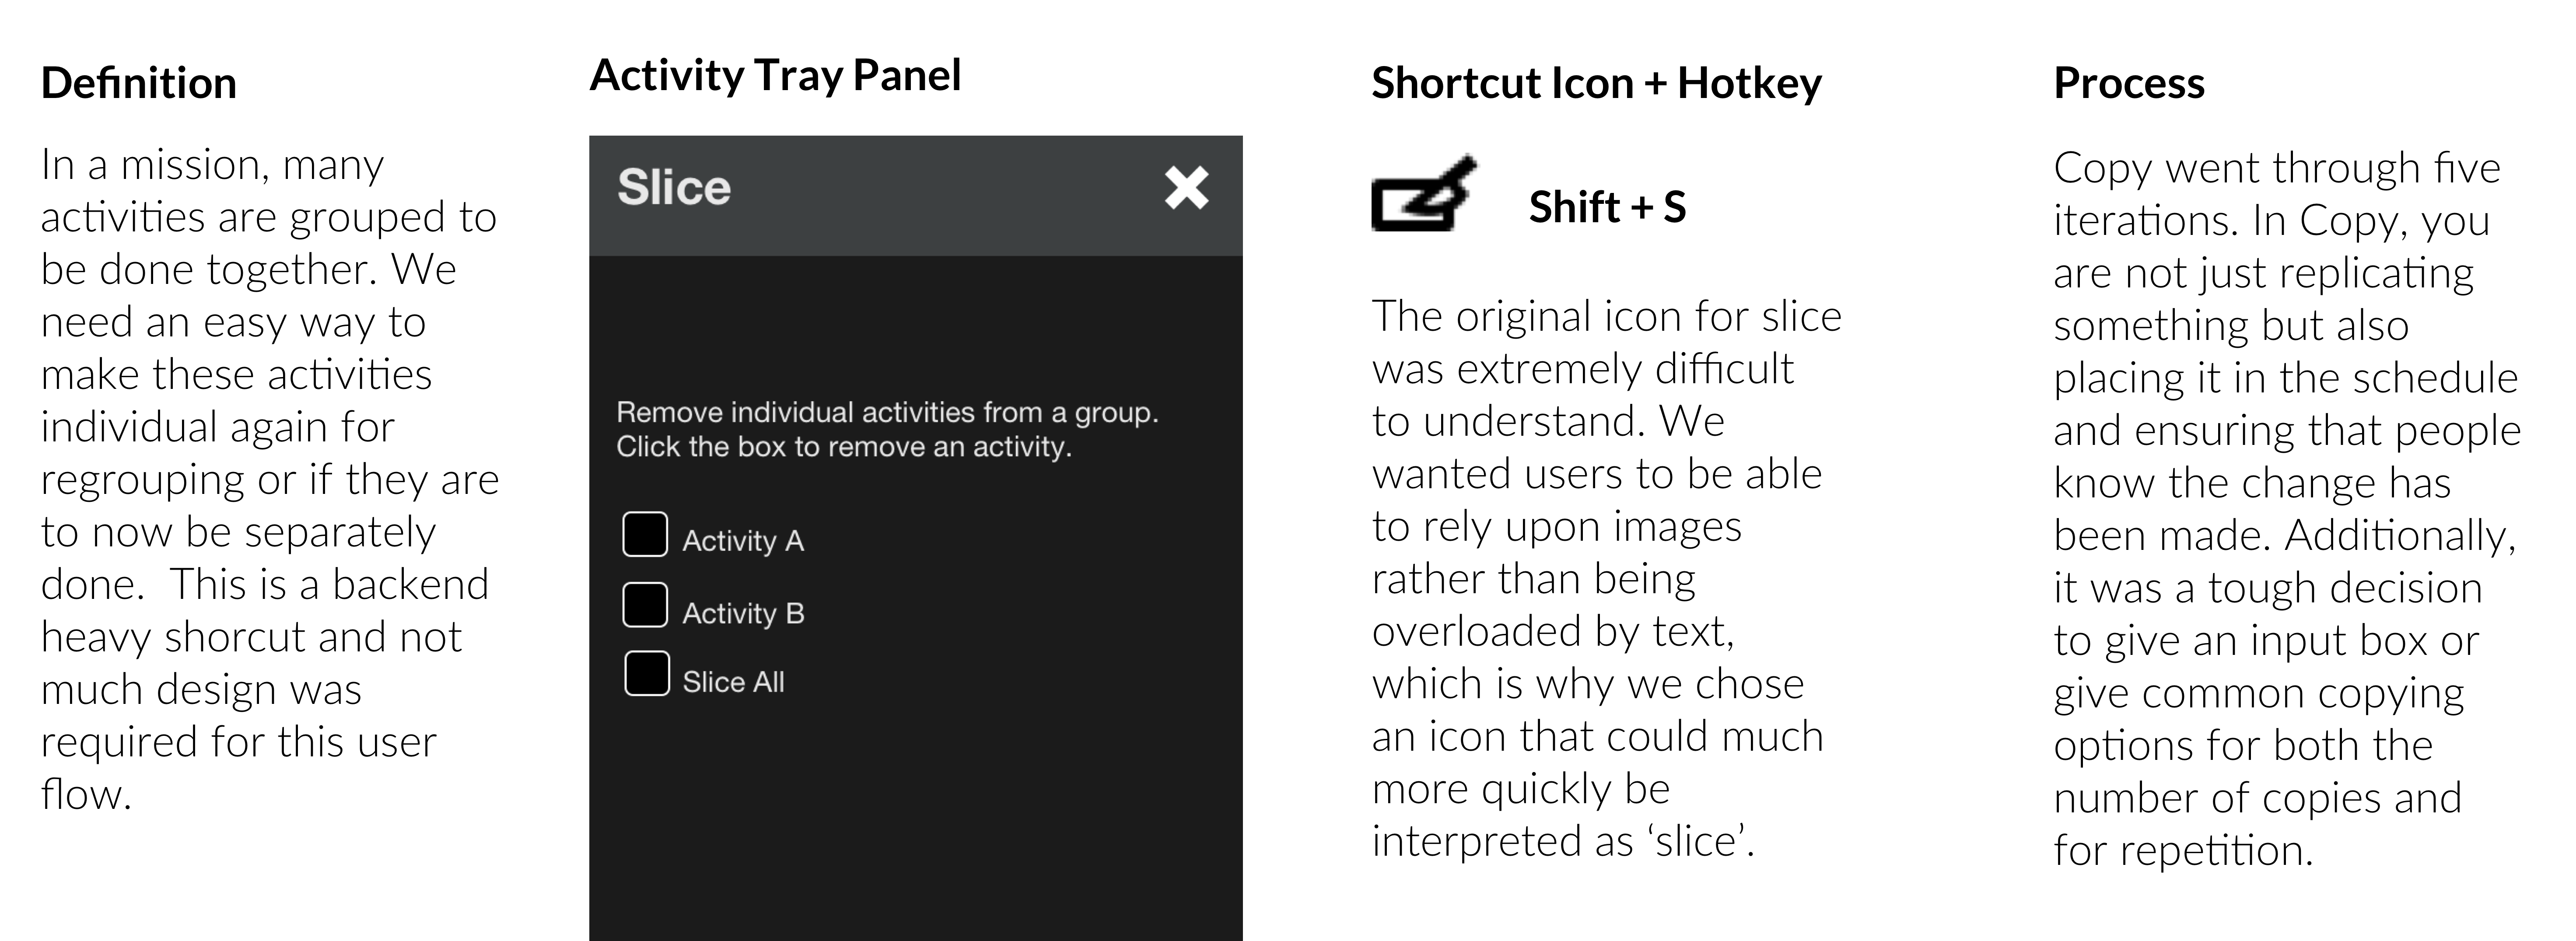 Definition
In a mission, many
activities are grouped to
be done together. We
need an easy way to
make these activities
individual again for
regrouping or if they are
to now be separately
done.  This is a backend
heavy shorcut and not
much design was
required for this user
flow.
Activity Tray Panel
Slice
Remove individual activities from a group.
Click the box to remove an activity.
Activity A
Activity B
Slice All
Shortcut Icon + Hotkey
Shift + S
The original icon for slice
was extremely difficult
to understand. We
wanted users to be able
to rely upon images
rather than being
overloaded by text,
which is why we chose
an icon that could much
more quickly be
interpreted as ‘slice’.
Process
Copy went through five
iterations. In Copy, you
are not just replicating
something but also
placing it in the schedule
and ensuring that people
know the change has
been made. Additionally,
it was a tough decision
to give an input box or
give common copying
options for both the
number of copies and
for repetition.